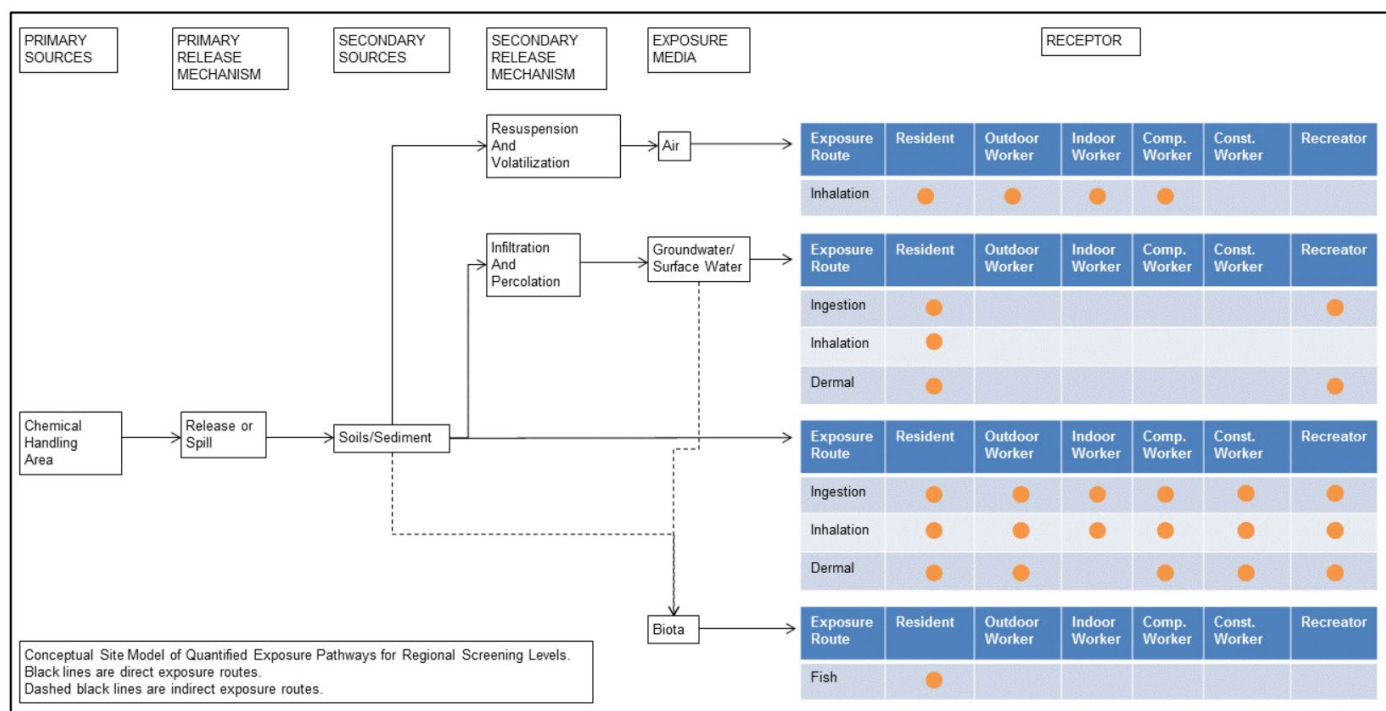 PRIMARY
SOURCES
PRIMARY
RELEASE
MECHANISM
SECONDARY
SOURCES
SECONDARY
RELEASE
MECHANISM
EXPOSURE
MEDIA
RECEPTOR
Resuspension
And
Volatilization
Air
Exposure
Route
Resident
Outdoor
Worker
Indoor
Worker
Comp.
Worker
Const.
Worker
Recreator
Inhalation
Infiltration
And
Percolation
Groundwater/
Surface Water
Exposure
Route
Resident
Outdoor
Worker
Indoor
Worker
Comp.
Worker
Const.
Worker
Recreator
Ingestion
Inhalation
Dermal
Chemical
Handling
Area
Release or
Spill
Soils/Sediment
Exposure
Route
Resident
Outdoor
Worker
Indoor
Worker
Comp.
Worker
Const.
Worker
Recreator
Ingestion
Inhalation
Dermal
Biota
Exposure
Route
Resident
Outdoor
Worker
Indoor
Worker
Comp.
Worker
Const.
Worker
Recreator
Fish
Conceptual Site Model of Quantified Exposure Pathways for Regional Screening Levels.
Black lines are direct exposure routes.
Dashed black lines are indirect exposure routes.